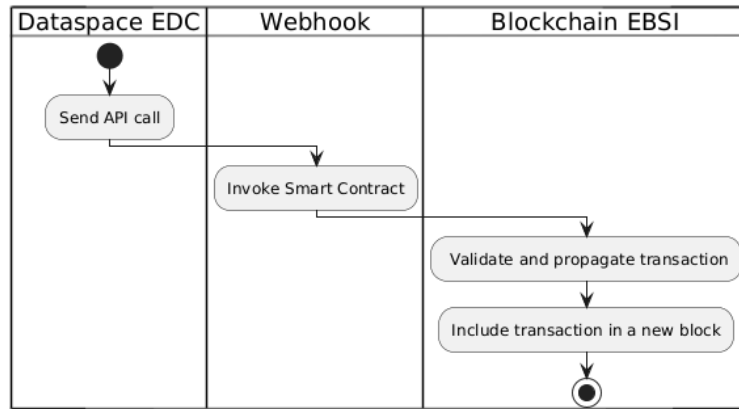 Dataspace EDC
Webhook
Blockchain EBSI
Send API call
Invoke Smart Contract
Validate and propagate transaction
Include transaction in a new block